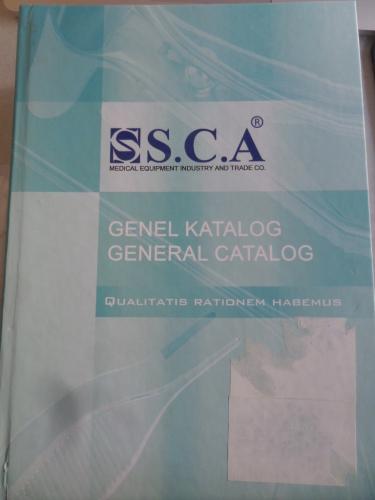 S S.C.A ®
MEDICAL EQUIPMENT INDUSTRY AND TRADE CO.
GENEL KATALOG
GENERAL CATALOG
QUALITATIS RATIONEM HABEMUS